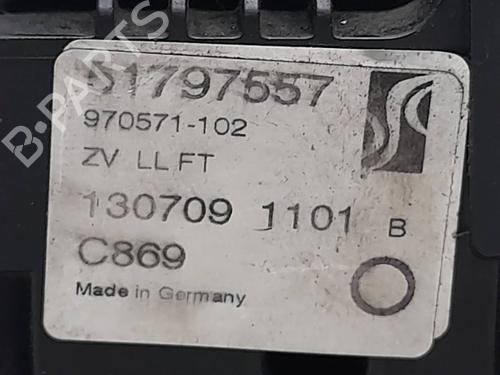 51797557
970571-102
ZV LL FT
130709 1101 B
C869
Made in Germany
B-PARTS